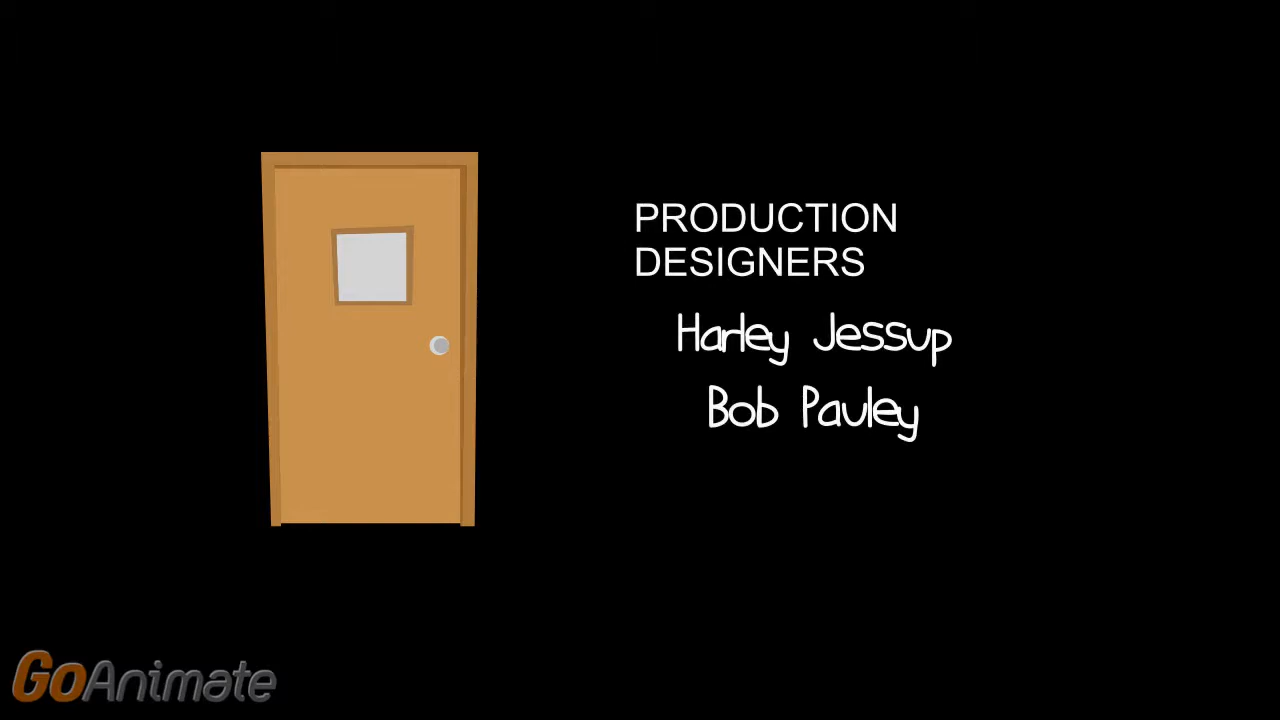 PRODUCTION
DESIGNERS
Harley Jessup
Bob Pauley
GoAnimate